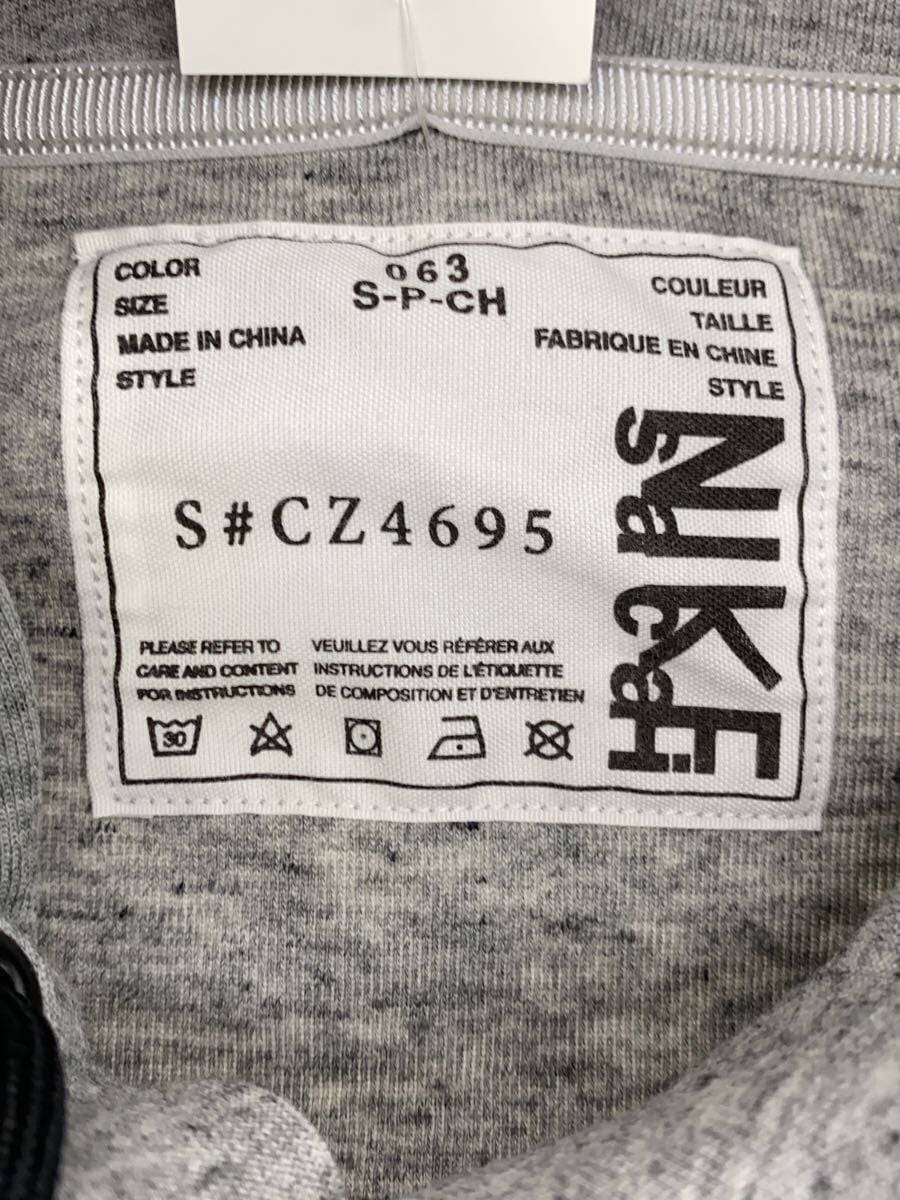 COLOR 063 COULEUR
SIZE S-P-CH TAILLE
MADE IN CHINA FABRIQUE EN CHINE
STYLE STYLE
S#CZ4695
NIKE
sacai
PLEASE REFER TO
CARE AND CONTENT
FOR INSTRUCTIONS
VEUILLEZ VOUS RÉFÉRER AUX
INSTRUCTIONS DE L'ÉTIQUETTE
DE COMPOSITION ET D'ENTRETIEN
30